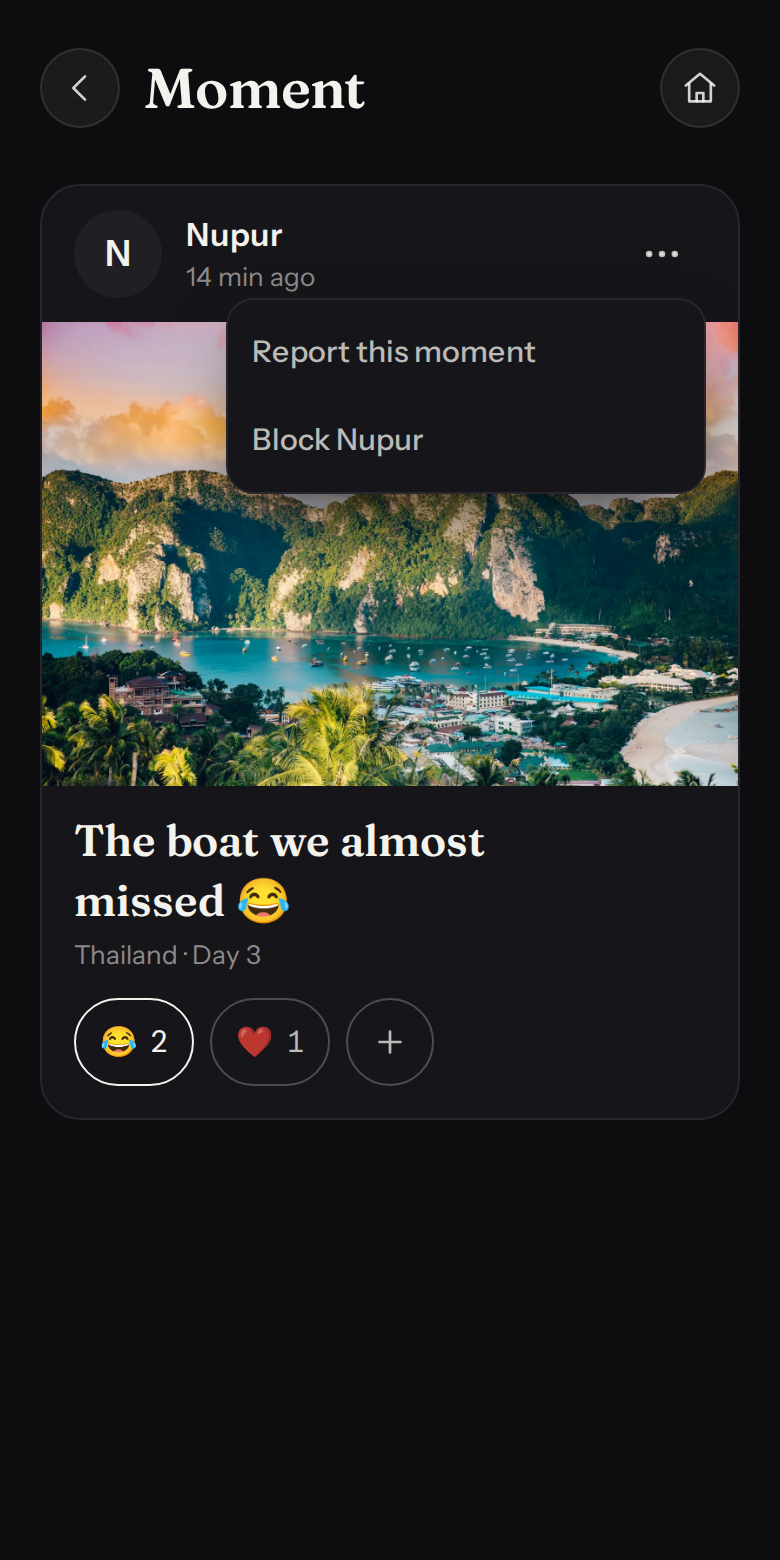 Moment
N
Nupur
14 min ago
Report this moment
Block Nupur
The boat we almost
missed 😂
Thailand · Day 3
😂 2
❤️ 1